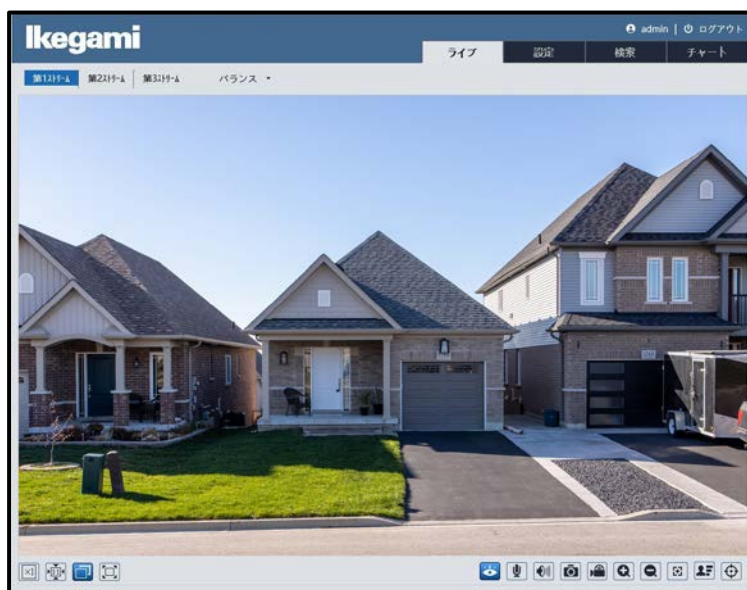 Ikegami
admin | ログアウト
ライブ 設定 検索 チャート
第1ストリーム 第2ストリーム 第3ストリーム バランス